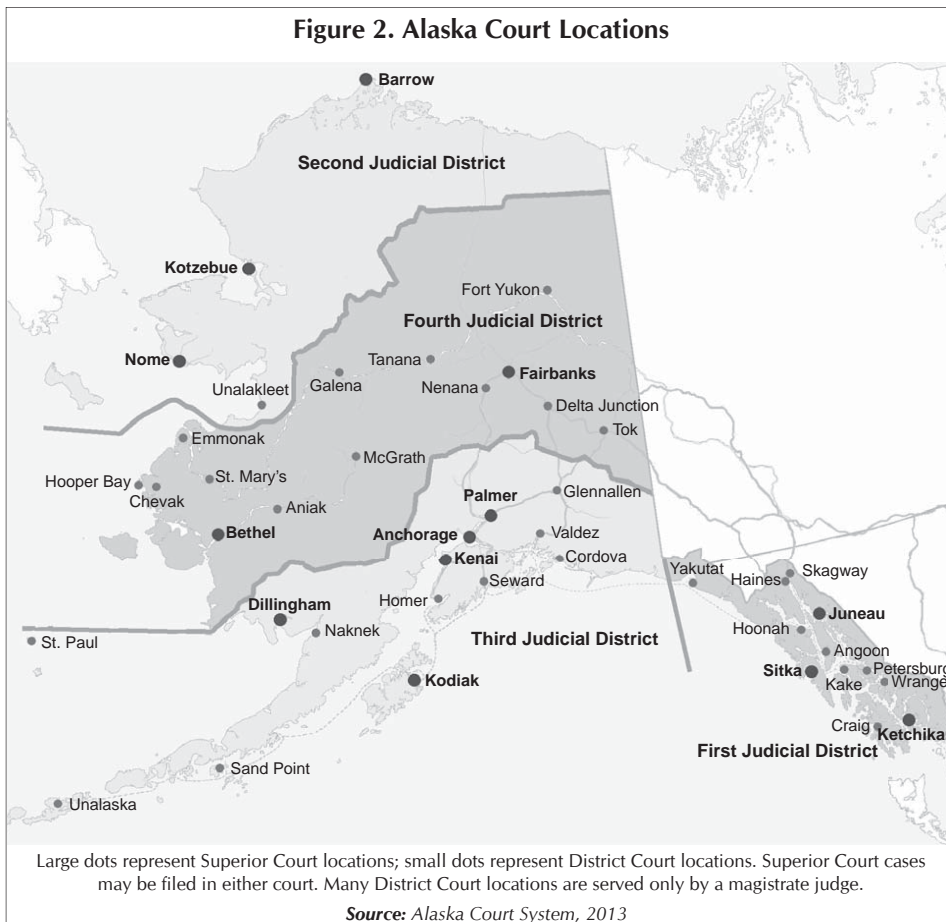 Figure 2. Alaska Court Locations
Barrow
Second Judicial District
Kotzebue
Fort Yukon
Fourth Judicial District
Nome
Tanana
Fairbanks
Galena
Nenana
Unalakleet
Delta Junction
Emmonak
Tok
McGrath
Hooper Bay
St. Mary's
Chevak
Glennallen
Palmer
Aniak
Bethel
Anchorage
Valdez
Kenai
Cordova
Yakutat
Skagway
Haines
Seward
Homer
Dillingham
Juneau
Hoonah
Naknek
St. Paul
Third Judicial District
Angoon
Sitka
Petersburg
Kodiak
Kake
Wrange
Craig
Ketchika
First Judicial District
Sand Point
Unalaska
Large dots represent Superior Court locations; small dots represent District Court locations. Superior Court cases
may be filed in either court. Many District Court locations are served only by a magistrate judge.
Source: Alaska Court System, 2013